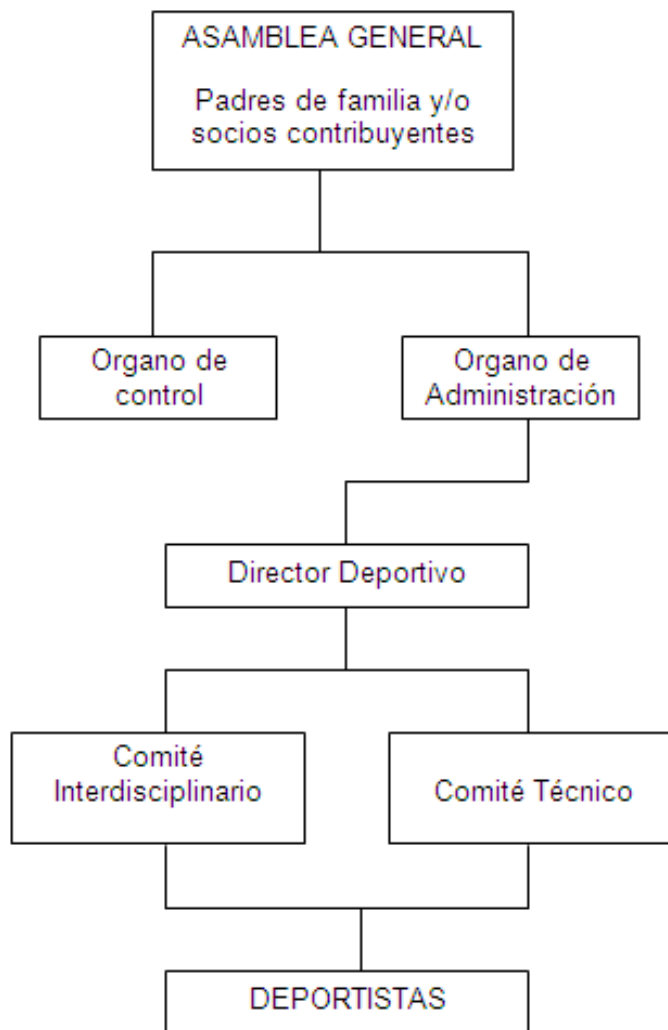 ASAMBLEA GENERAL
Padres de familia y/o
socios contribuyentes
Organo de
control
Organo de
Administración
Director Deportivo
Comité
Interdisciplinario
Comité Técnico
DEPORTISTAS